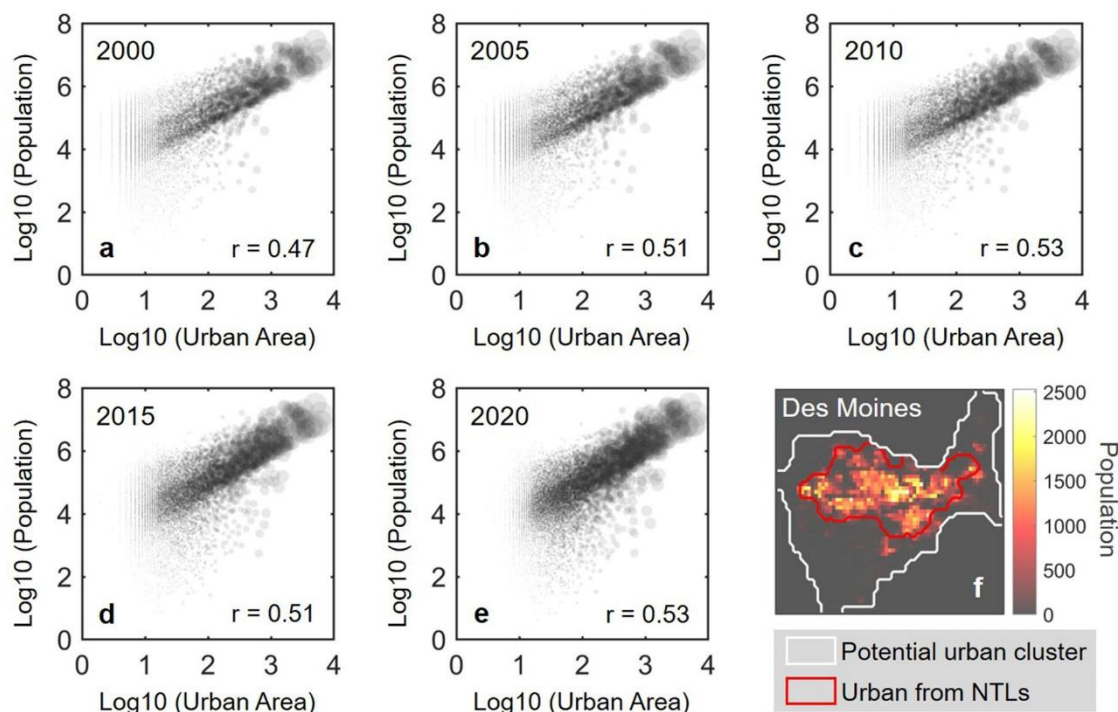 2000
a
r = 0.47
8
6
4
2
0
0 1 2 3 4
Log10 (Population)
Log10 (Urban Area)
2005
b
r = 0.51
8
6
4
2
0
0 1 2 3 4
Log10 (Population)
Log10 (Urban Area)
2010
c
r = 0.53
8
6
4
2
0
0 1 2 3 4
Log10 (Population)
Log10 (Urban Area)
2015
d
r = 0.51
8
6
4
2
0
0 1 2 3 4
Log10 (Population)
Log10 (Urban Area)
2020
e
r = 0.53
8
6
4
2
0
0 1 2 3 4
Log10 (Population)
Log10 (Urban Area)
Des Moines
f
2500
2000
1500
1000
500
0
Population
Potential urban cluster
Urban from NTLs